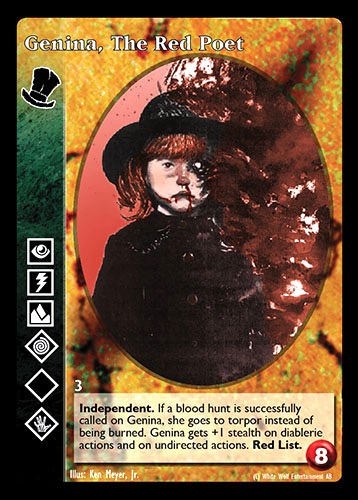 Genina, The Red Poet
3
Independent. If a blood hunt is successfully
called on Genina, she goes to torpor instead of
being burned. Genina gets +1 stealth on diablerie
actions and on undirected actions. Red List.
8
Illus: Ken Meyer, Jr.
(C) White Wolf Entertainment AB